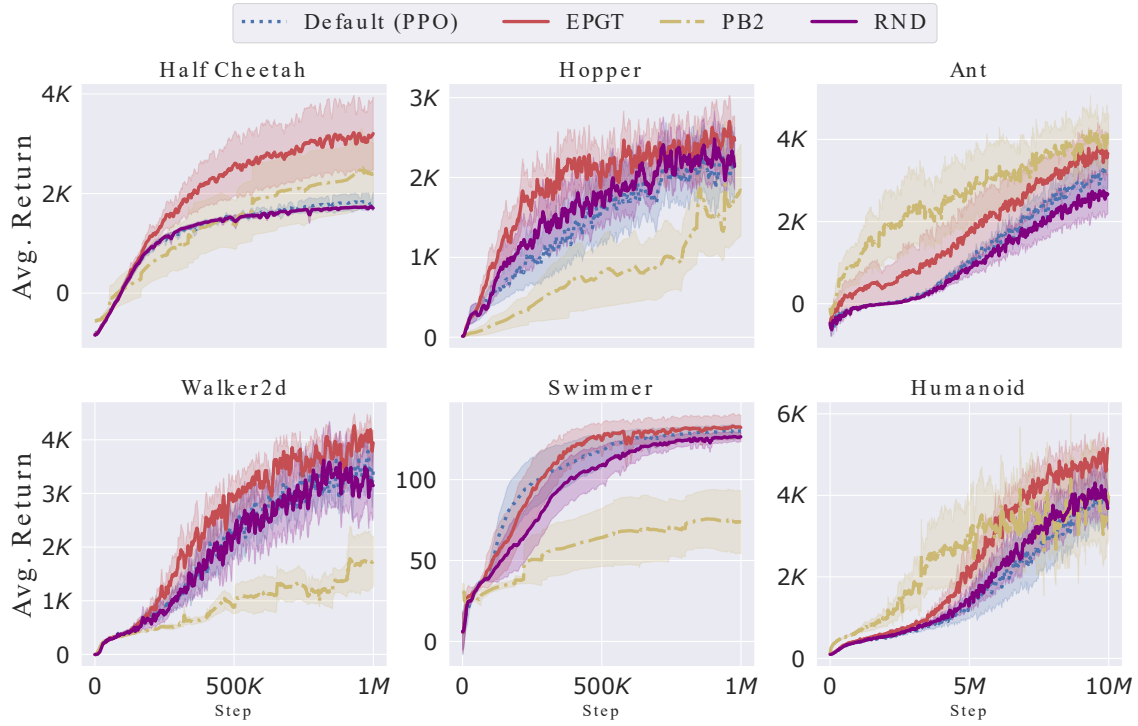 Default (PPO) EPGT PB2 RND
Half Cheetah Hopper Ant
Avg. Return
4K
2K
0
3K
2K
1K
0
4K
2K
0
Walker2d Swimmer Humanoid
Avg. Return
4K
3K
2K
1K
0
100
50
0
6K
4K
2K
0
0 500K 1M
0 500K 1M
0 5M 10M
Step Step Step